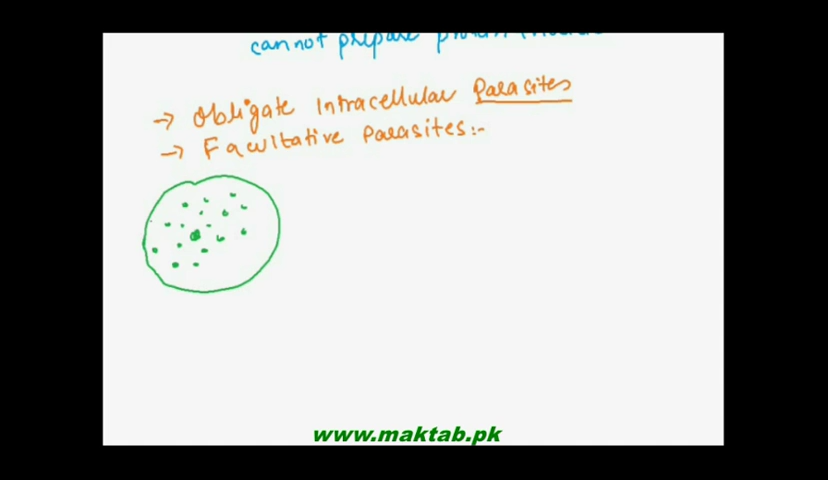 cannot prepare
→ Obligate Intracellular Parasites
→ Facultative Parasites:-
www.maktab.pk